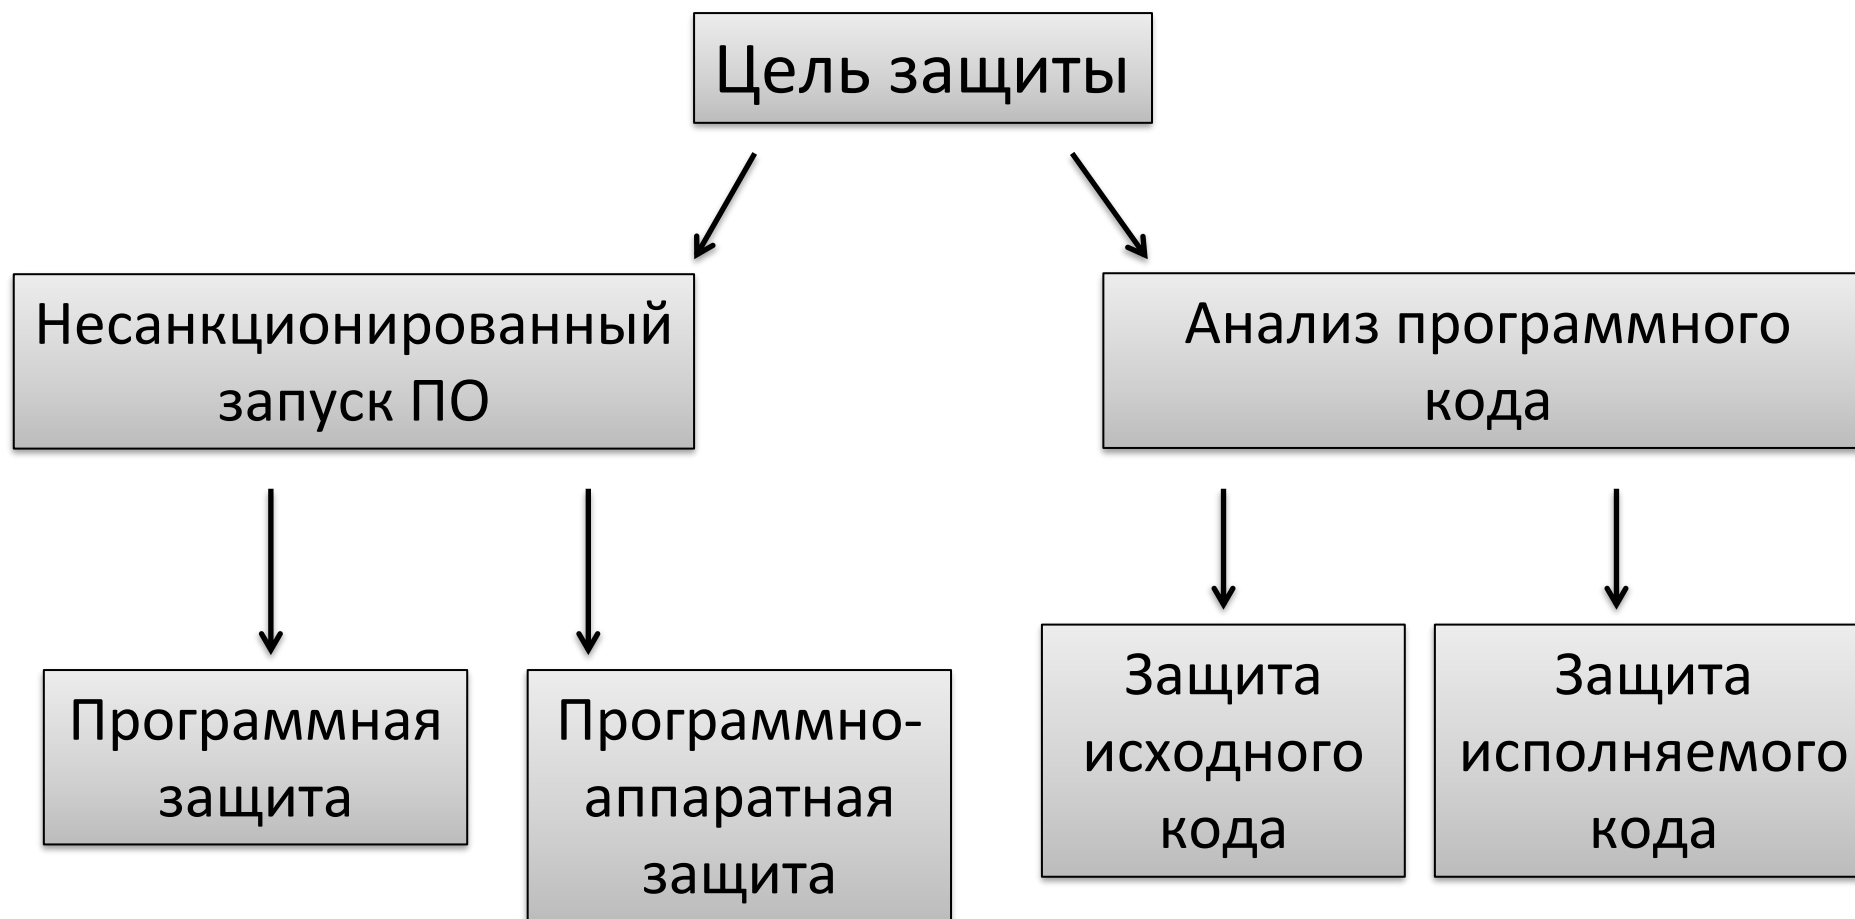 Цель защиты
Несанкционированный
запуск ПО
Анализ программного
кода
Программная
защита
Программно-
аппаратная
защита
Защита
исходного
кода
Защита
исполняемого
кода